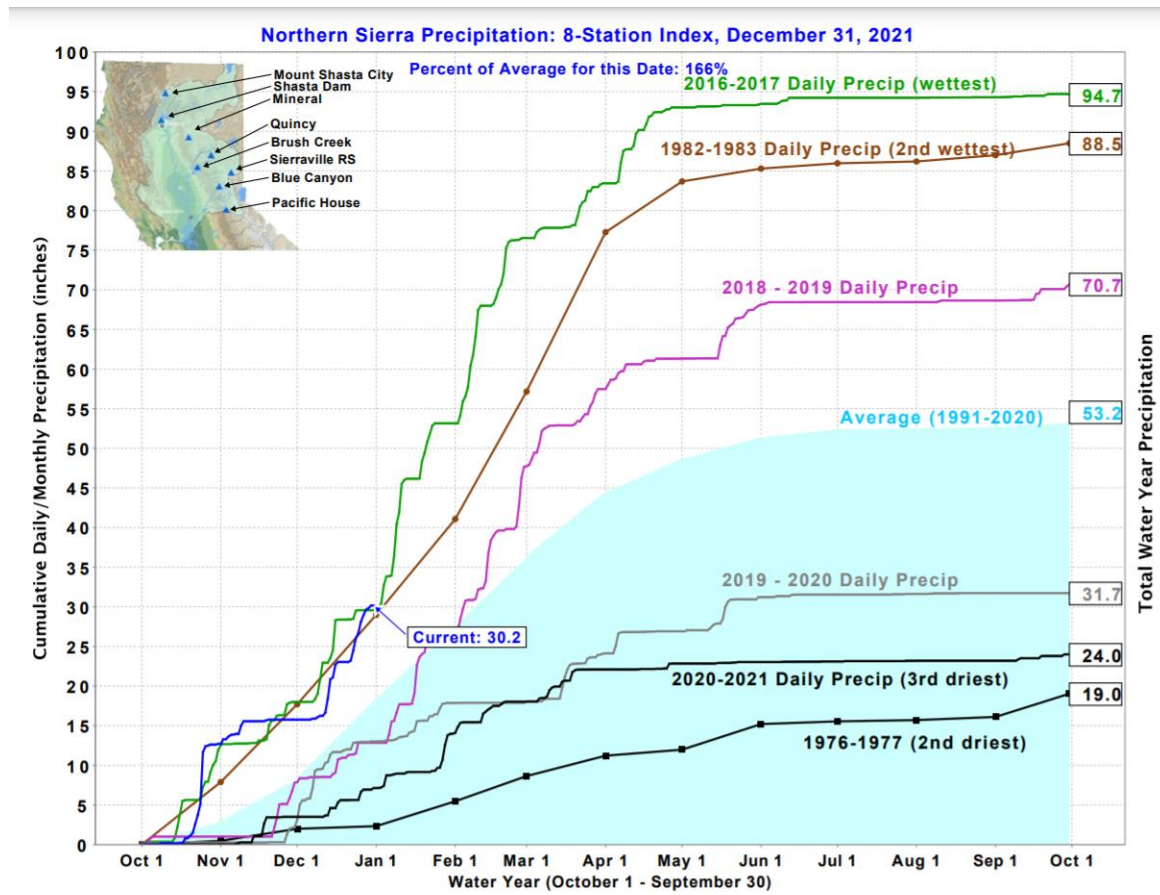 Northern Sierra Precipitation: 8-Station Index, December 31, 2021
Percent of Average for this Date: 166%
Mount Shasta City
Shasta Dam
Mineral
Quincy
Brush Creek
Sierraville RS
Blue Canyon
Pacific House
2016-2017 Daily Precip (wettest)
94.7
1982-1983 Daily Precip (2nd wettest)
88.5
2018 - 2019 Daily Precip
70.7
Average (1991-2020)
53.2
2019 - 2020 Daily Precip
31.7
Current: 30.2
2020-2021 Daily Precip (3rd driest)
24.0
1976-1977 (2nd driest)
19.0
Cumulative Daily/Monthly Precipitation (inches)
Total Water Year Precipitation
100
95
90
85
80
75
70
65
60
55
50
45
40
35
30
25
20
15
10
5
0
Oct 1 Nov 1 Dec 1 Jan 1 Feb 1 Mar 1 Apr 1 May 1 Jun 1 Jul 1 Aug 1 Sep 1 Oct 1
Water Year (October 1 - September 30)